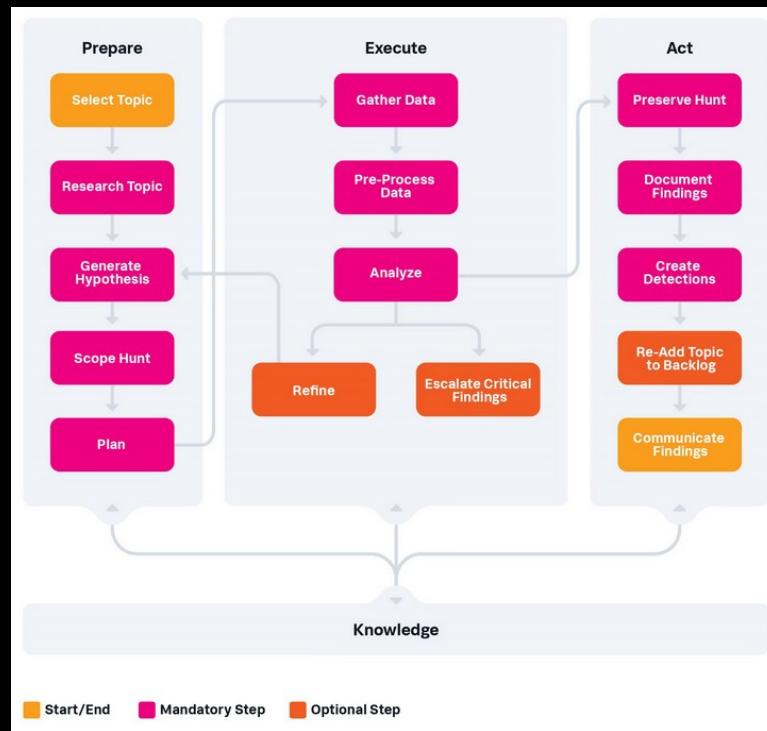 Prepare
Select Topic
Research Topic
Generate
Hypothesis
Scope Hunt
Plan
Execute
Gather Data
Pre-Process
Data
Analyze
Refine
Escalate Critical
Findings
Act
Preserve Hunt
Document
Findings
Create
Detections
Re-Add Topic
to Backlog
Communicate
Findings
Knowledge
Start/End
Mandatory Step
Optional Step